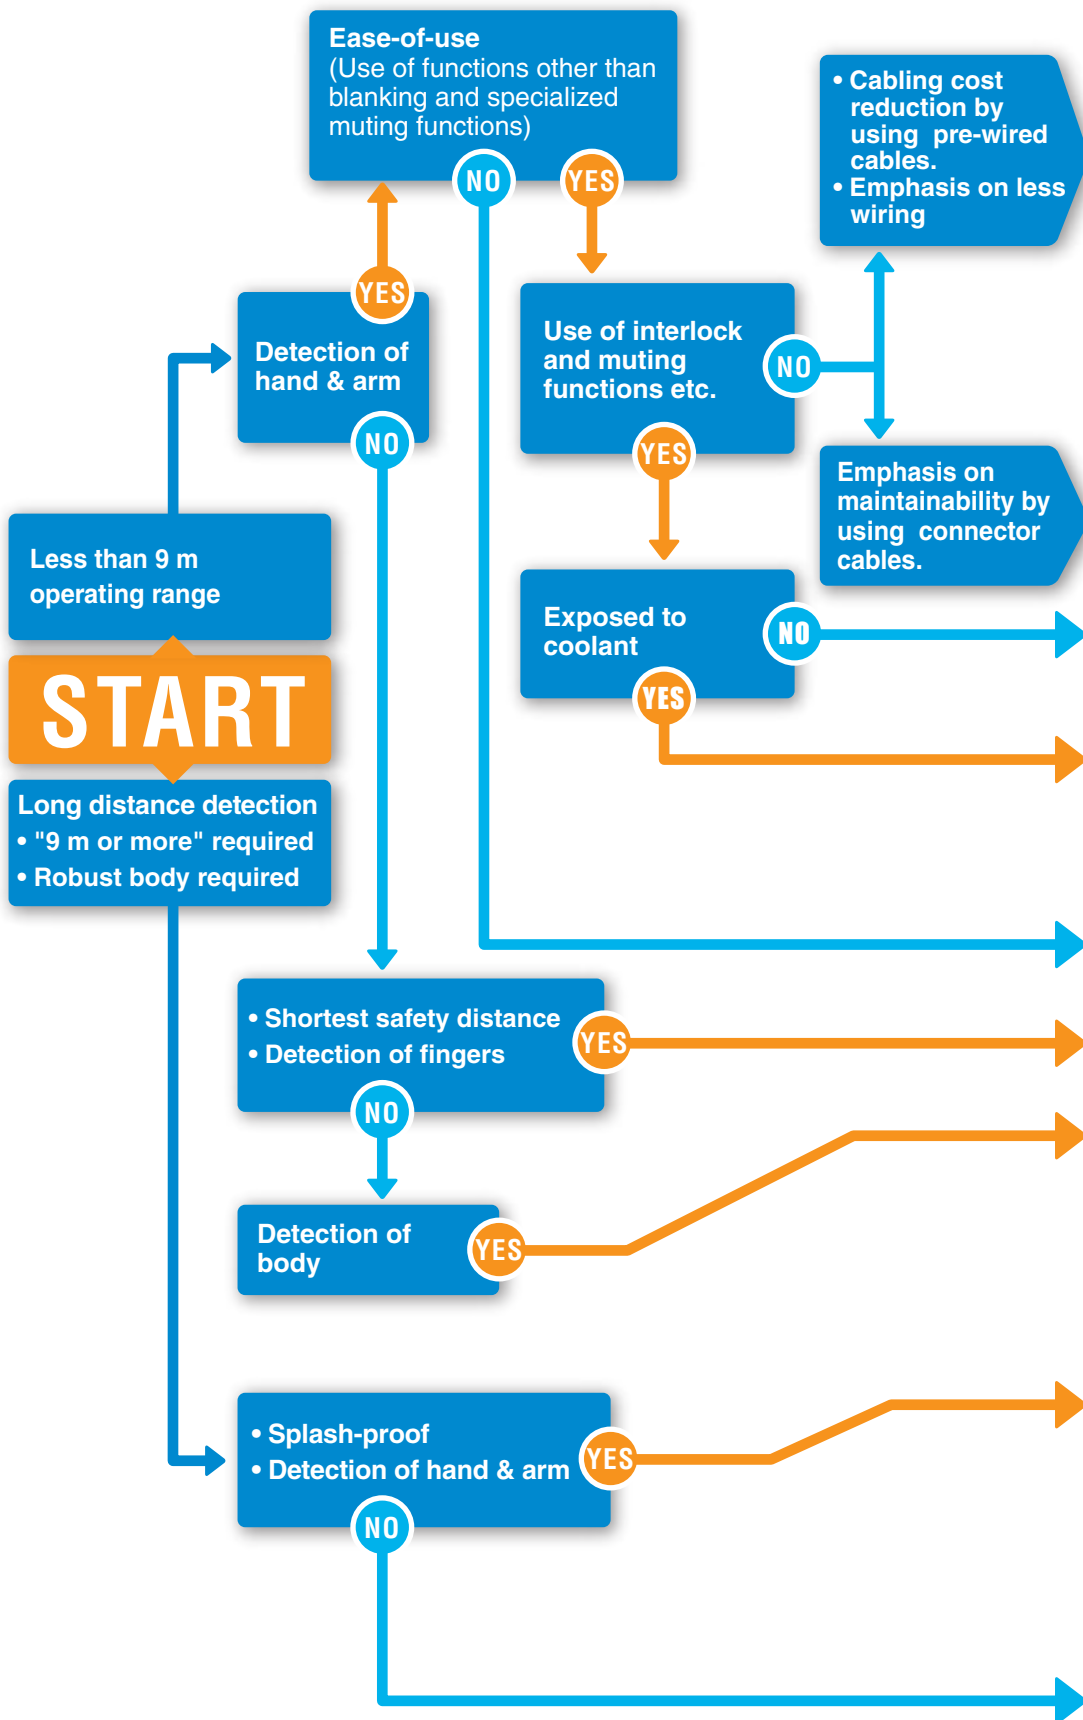 Ease-of-use
(Use of functions other than
blanking and specialized
muting functions)
NO
YES
• Cabling cost
reduction by
using pre-wired
cables.
• Emphasis on less
wiring
YES
Detection of
hand & arm
NO
Use of interlock
and muting
functions etc.
NO
YES
Emphasis on
maintainability by
using connector
cables.
Less than 9 m
operating range
Exposed to
coolant
NO
YES
START
Long distance detection
• "9 m or more" required
• Robust body required
• Shortest safety distance
• Detection of fingers
YES
NO
Detection of
body
YES
• Splash-proof
• Detection of hand & arm
YES
NO